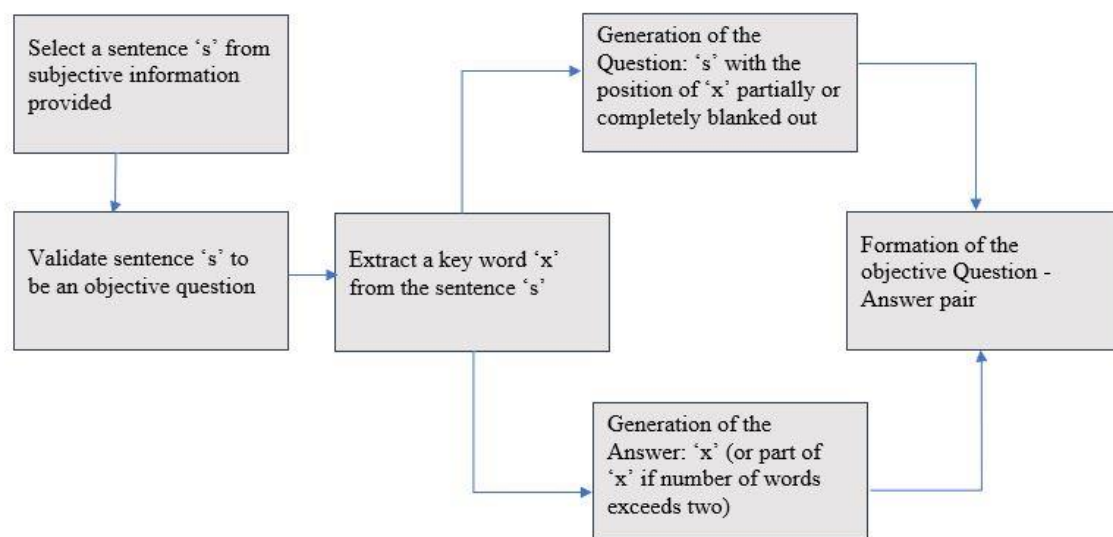 Select a sentence ‘s’ from
subjective information
provided
Validate sentence ‘s’ to
be an objective question
Extract a key word ‘x’
from the sentence ‘s’
Generation of the
Question: ‘s’ with the
position of ‘x’ partially or
completely blanked out
Generation of the
Answer: ‘x’ (or part of
‘x’ if number of words
exceeds two)
Formation of the
objective Question -
Answer pair